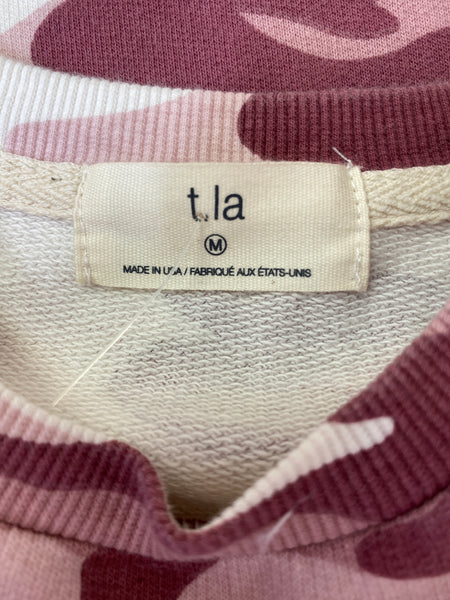 t.la
M
MADE IN USA / FABRIQUÉ AUX ÉTATS-UNIS